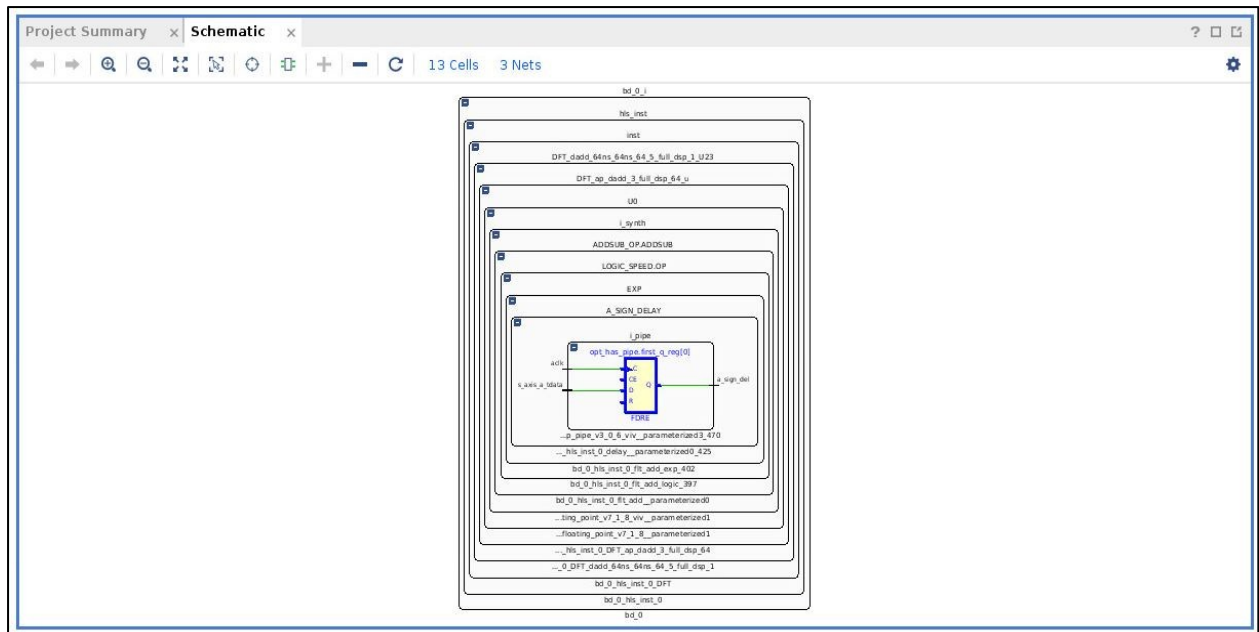 Project Summary × Schematic ×
13 Cells 3 Nets
bd_0_i
hls_inst
inst
DFT_dadd_64ns_64ns_64_5_full_dsp_1_U23
DFT_ap_dadd_3_full_dsp_64_u
U0
i_synth
ADDSUB_OP.ADDSUB
LOGIC_SPEED.OP
EXP
A_SIGN_DELAY
i_pipe
opt_has_pipe.first_q_reg[0]
aclk
C
CE
s_axis_a_tdata
D
Q
a_sign_del
R
FDRE
...p_pipe_v3_0_6_viv__parameterized3_470
..._hls_inst_0_delay__parameterized0_425
bd_0_hls_inst_0_flt_add_exp_402
bd_0_hls_inst_0_flt_add_logic_397
bd_0_hls_inst_0_flt_add__parameterized0
...ting_point_v7_1_8_viv__parameterized1
...floating_point_v7_1_8__parameterized1
..._hls_inst_0_DFT_ap_dadd_3_full_dsp_64
..._0_DFT_dadd_64ns_64ns_64_5_full_dsp_1
bd_0_hls_inst_0_DFT
bd_0_hls_inst_0
bd_0